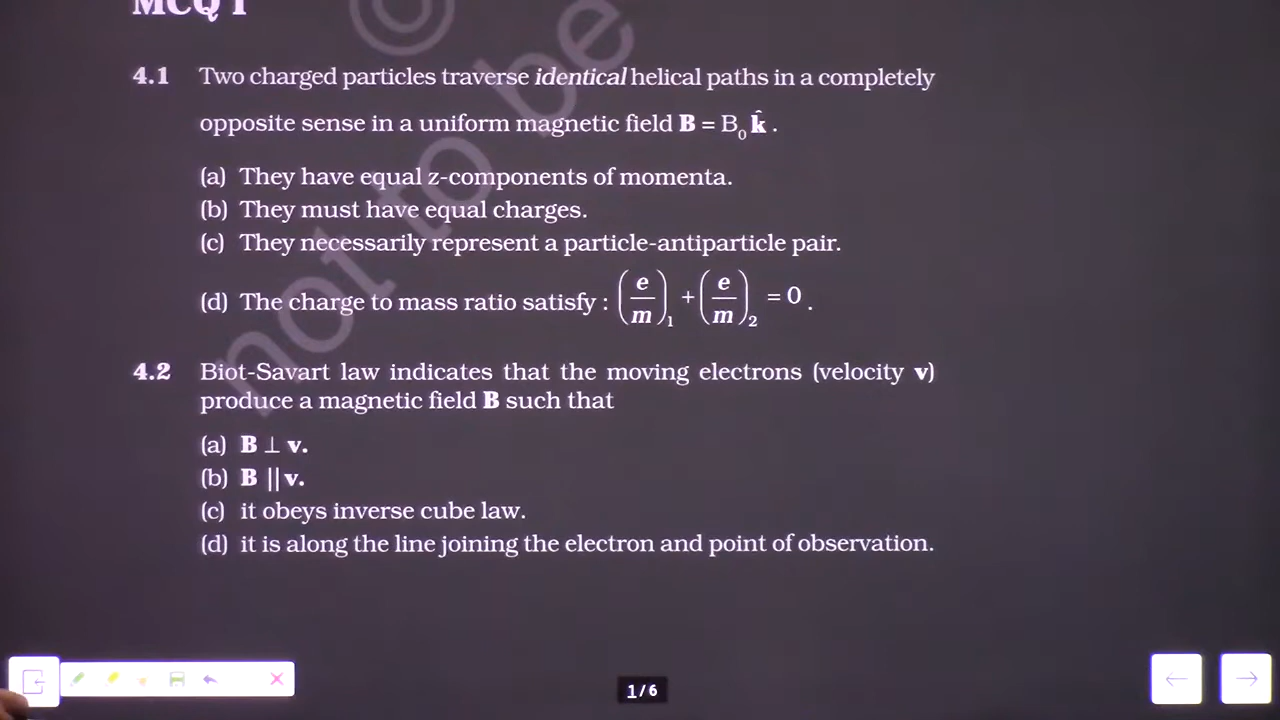 MCQ I
4.1 Two charged particles traverse identical helical paths in a completely
opposite sense in a uniform magnetic field B = B₀ k̂ .
(a) They have equal z-components of momenta.
(b) They must have equal charges.
(c) They necessarily represent a particle-antiparticle pair.
(d) The charge to mass ratio satisfy : (e/m)₁ + (e/m)₂ = 0 .
4.2 Biot-Savart law indicates that the moving electrons (velocity v)
produce a magnetic field B such that
(a) B ⊥ v.
(b) B || v.
(c) it obeys inverse cube law.
(d) it is along the line joining the electron and point of observation.
©
not to be
1/6